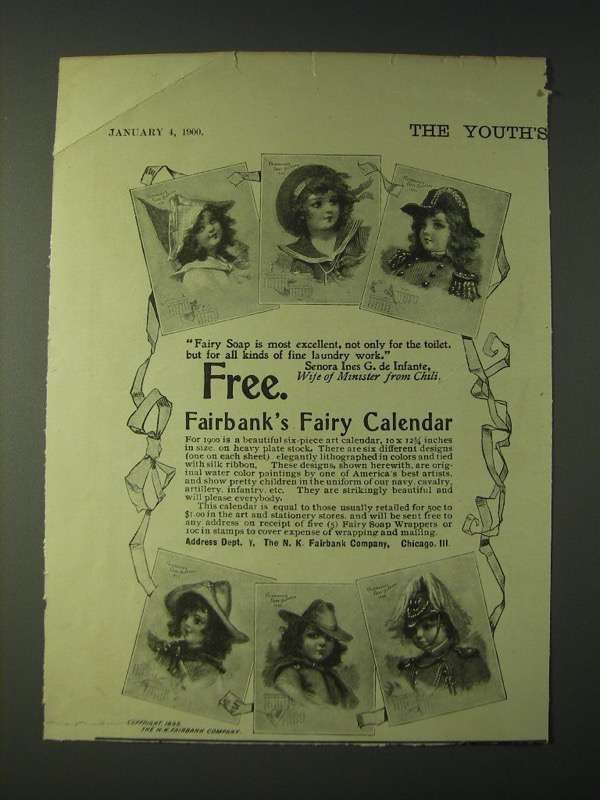 JANUARY 4, 1900.
THE YOUTH'S
"Fairy Soap is most excellent, not only for the toilet,
but for all kinds of fine laundry work."
Senora Ines G. de Infante,
Wife of Minister from Chili.
Free.
Fairbank's Fairy Calendar
For 1900 is a beautiful six-piece art calendar, 10 x 12¾ inches
in size, on heavy plate stock. There are six different designs
(one on each sheet) elegantly lithographed in colors and tied
with silk ribbon. These designs, shown herewith, are orig-
inal water color paintings by one of America's best artists,
and show pretty children in the uniform of our navy, cavalry,
artillery, infantry, etc. They are strikingly beautiful and
will please everybody.
This calendar is equal to those usually retailed for 50c to
$1.00 in the art and stationery stores, and will be sent free to
any address on receipt of five (5) Fairy Soap Wrappers or
10c in stamps to cover expense of wrapping and mailing.
Address Dept. Y, The N. K. Fairbank Company, Chicago, Ill.
COPYRIGHT, 1899
THE N.K. FAIRBANK COMPANY.